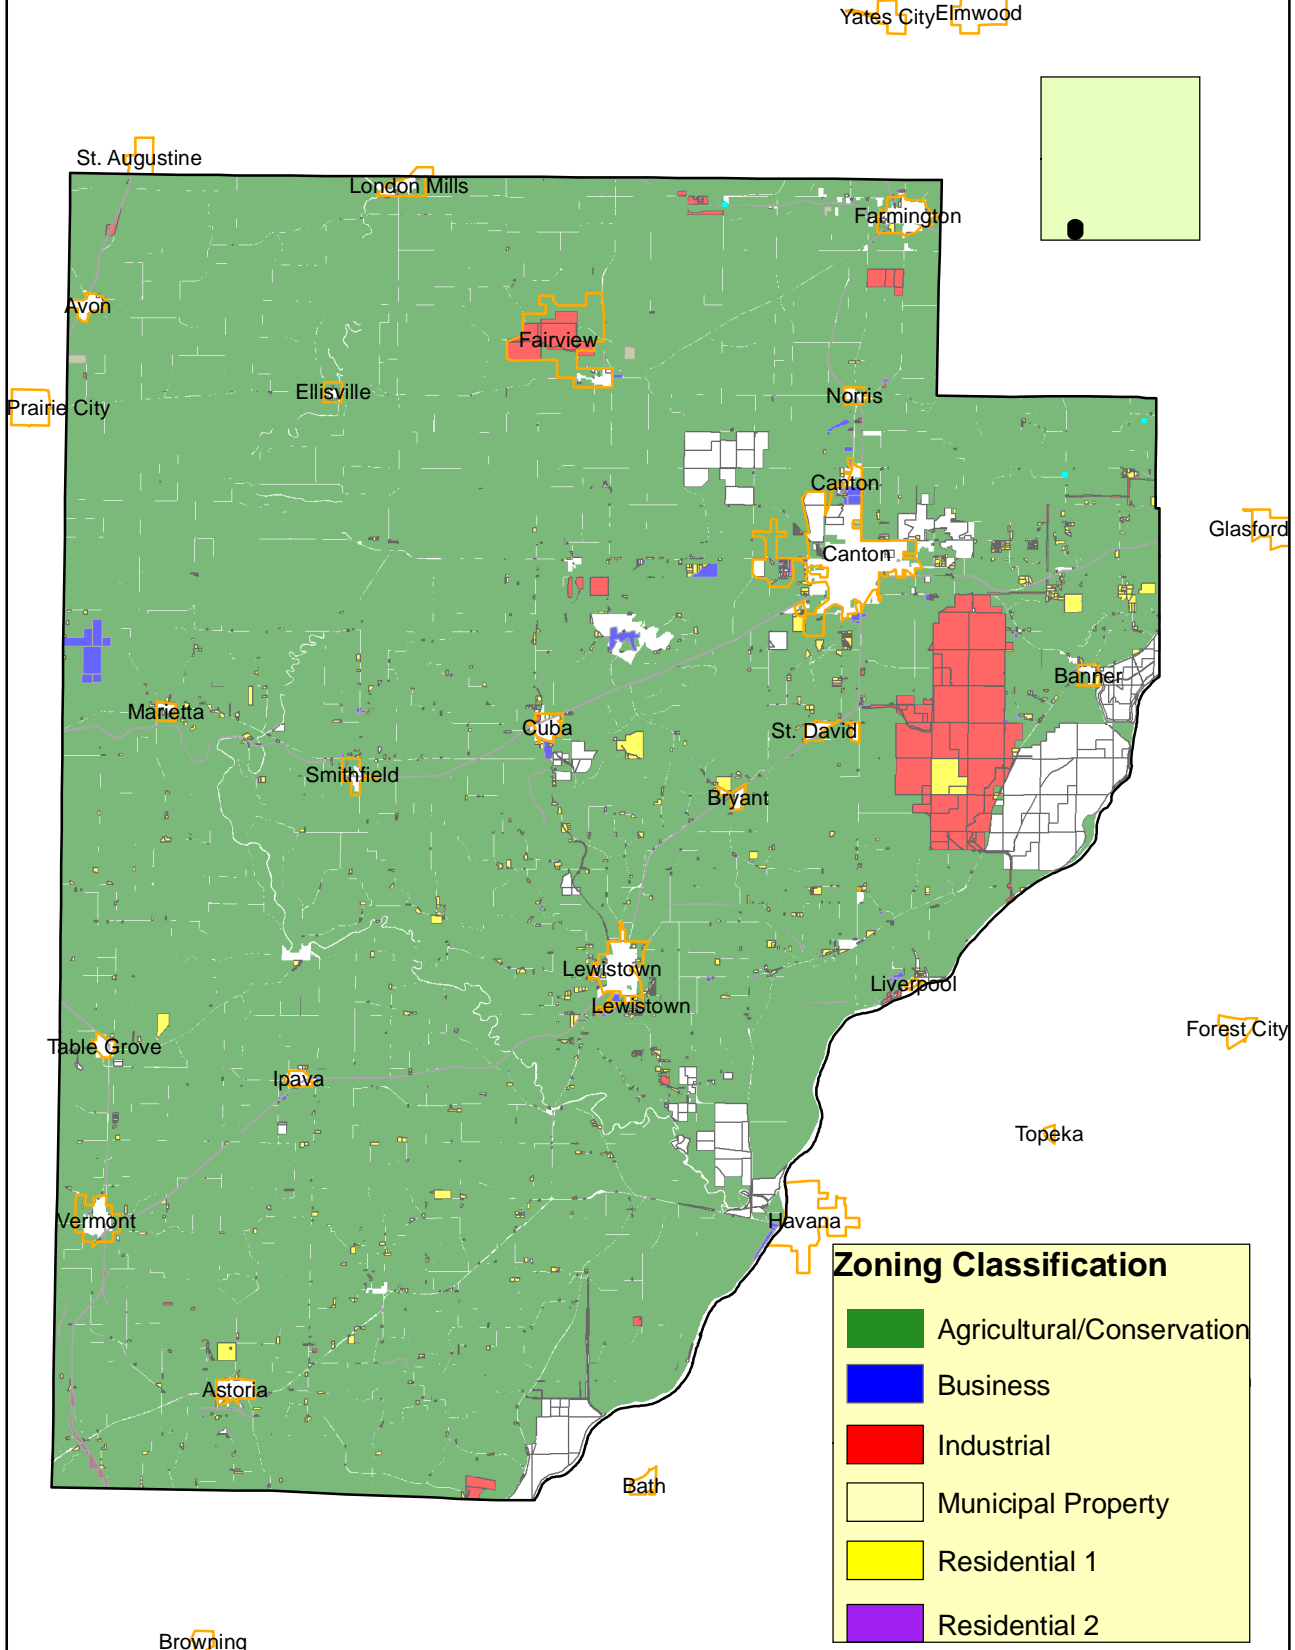 Yates City
Elmwood
St. Augustine
London Mills
Farmington
Avon
Fairview
Ellisville
Norris
Prairie City
Canton
Glasford
Canton
Banner
Marietta
Cuba
St. David
Smithfield
Bryant
Lewistown
Liverpool
Lewistown
Forest City
Table Grove
Ipava
Topeka
Vermont
Havana
Zoning Classification
Agricultural/Conservation
Business
Astoria
Industrial
Bath
Municipal Property
Residential 1
Residential 2
Browning